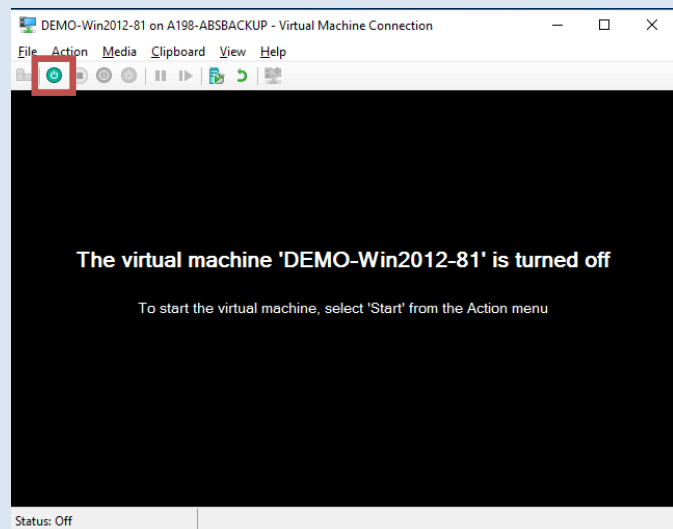 DEMO-Win2012-81 on A198-ABSBACKUP - Virtual Machine Connection
File Action Media Clipboard View Help
The virtual machine 'DEMO-Win2012-81' is turned off
To start the virtual machine, select 'Start' from the Action menu
Status: Off